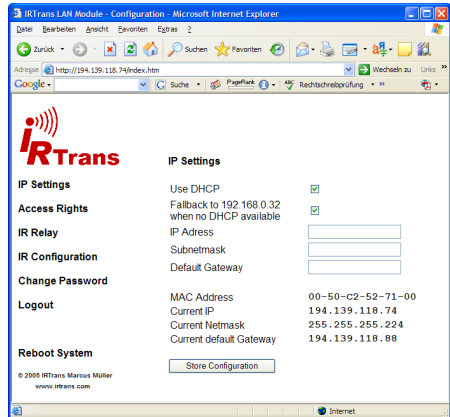 IRTrans LAN Module - Configuration - Microsoft Internet Explorer
Datei Bearbeiten Ansicht Favoriten Extras ?
Zurück Suchen Favoriten
Adresse http://194.139.118.74/index.htm Wechseln zu Links »
Google - G Suche PageRank ABC Rechtschreibprüfung »
IRTrans
IP Settings
IP Settings
Use DHCP
Access Rights
Fallback to 192.168.0.32
when no DHCP available
IR Relay
IP Adress
Subnetmask
IR Configuration
Default Gateway
Change Password
MAC Address 00-50-C2-52-71-00
Logout
Current IP 194.139.118.74
Current Netmask 255.255.255.224
Current default Gateway 194.139.118.88
Reboot System
Store Configuration
© 2005 IRTrans Marcus Müller
www.irtrans.com
Internet